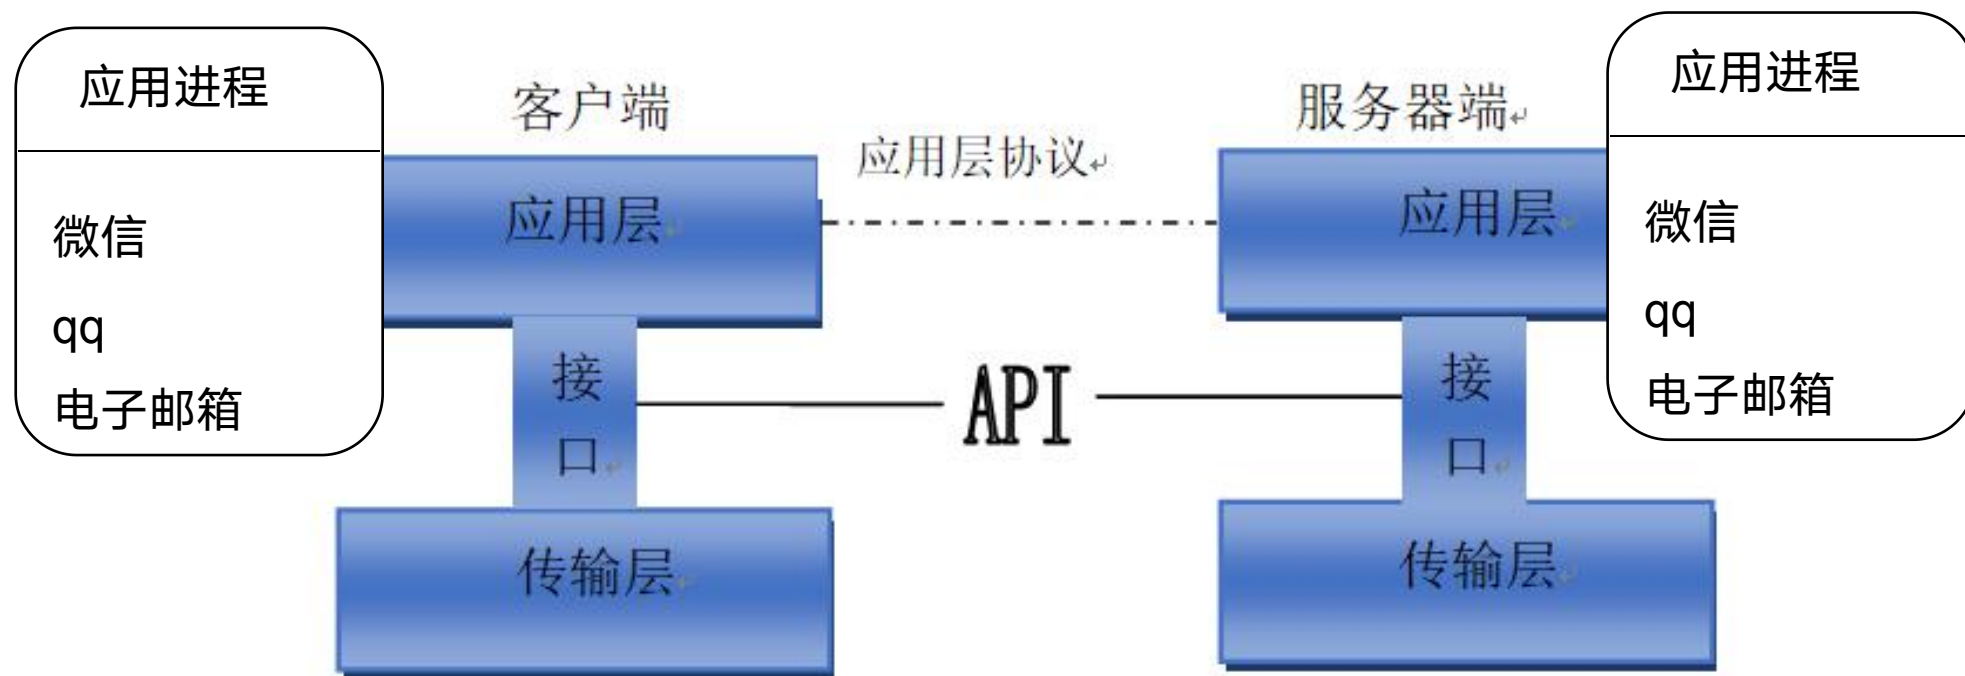 应用进程
微信
qq
电子邮箱
客户端
应用层
接
口
传输层
应用层协议
API
服务器端
应用层
接
口
传输层
应用进程
微信
qq
电子邮箱